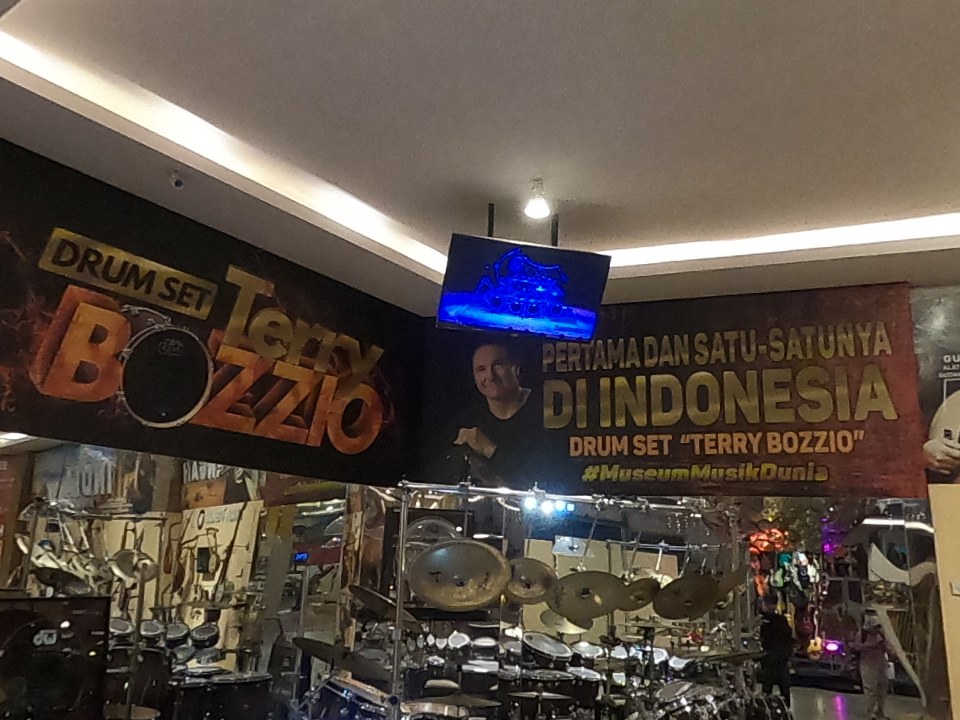 DRUM SET
Terry
BOZZIO
PERTAMA DAN SATU-SATUNYA
DI INDONESIA
DRUM SET "TERRY BOZZIO"
#MuseumMusikDunia